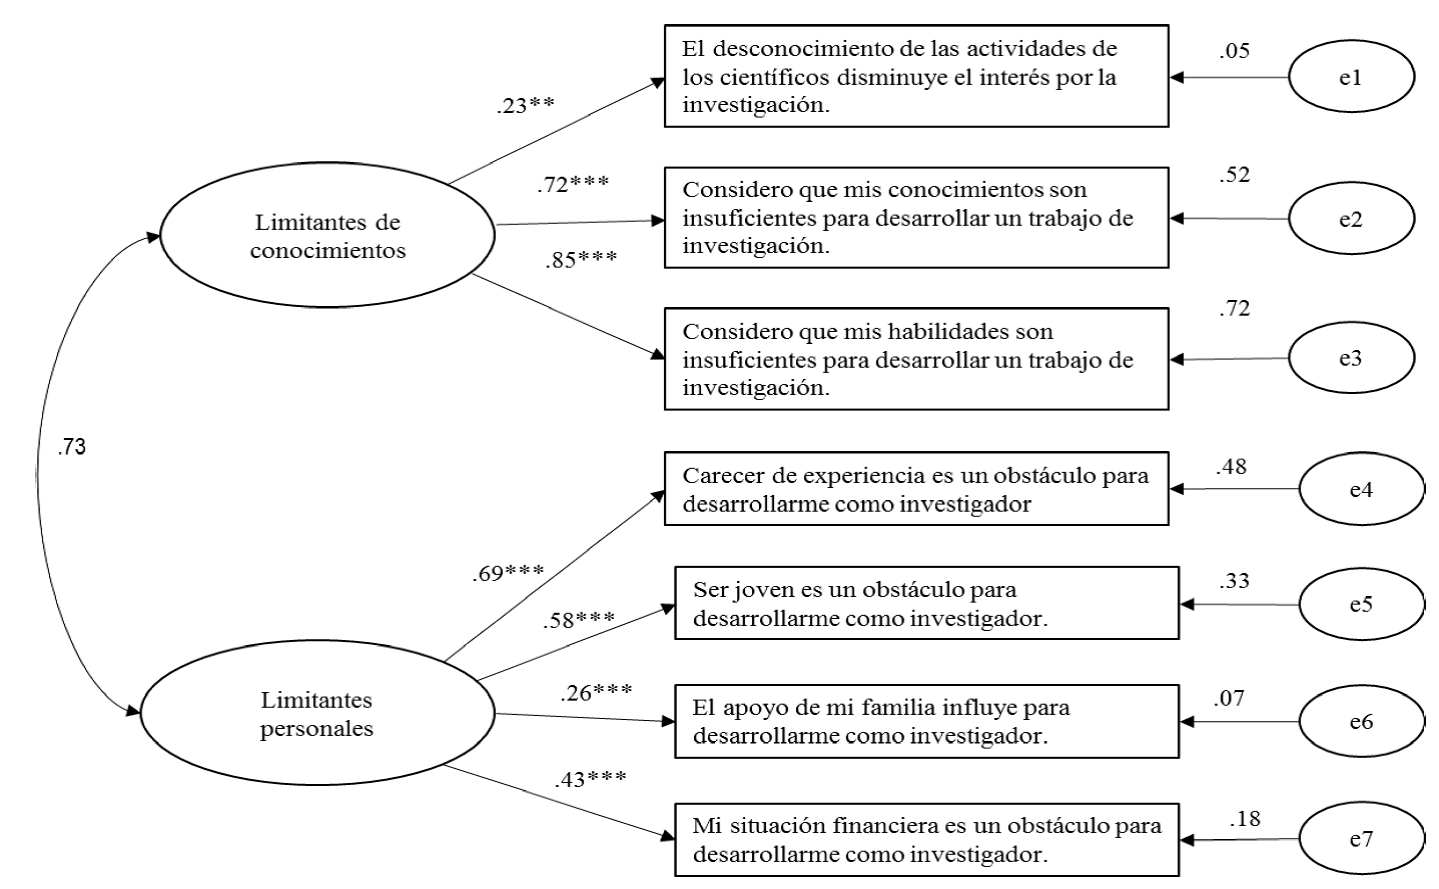 El desconocimiento de las actividades de
los científicos disminuye el interés por la
investigación.
.05
e1
.23**
.72***
.85***
Limitantes de
conocimientos
Considero que mis conocimientos son
insuficientes para desarrollar un trabajo de
investigación.
.52
e2
Considero que mis habilidades son
insuficientes para desarrollar un trabajo de
investigación.
.72
e3
.73
Carecer de experiencia es un obstáculo para
desarrollarme como investigador
.48
e4
.69***
.58***
.26***
.43***
Limitantes
personales
Ser joven es un obstáculo para
desarrollarme como investigador.
.33
e5
El apoyo de mi familia influye para
desarrollarme como investigador.
.07
e6
Mi situación financiera es un obstáculo para
desarrollarme como investigador.
.18
e7